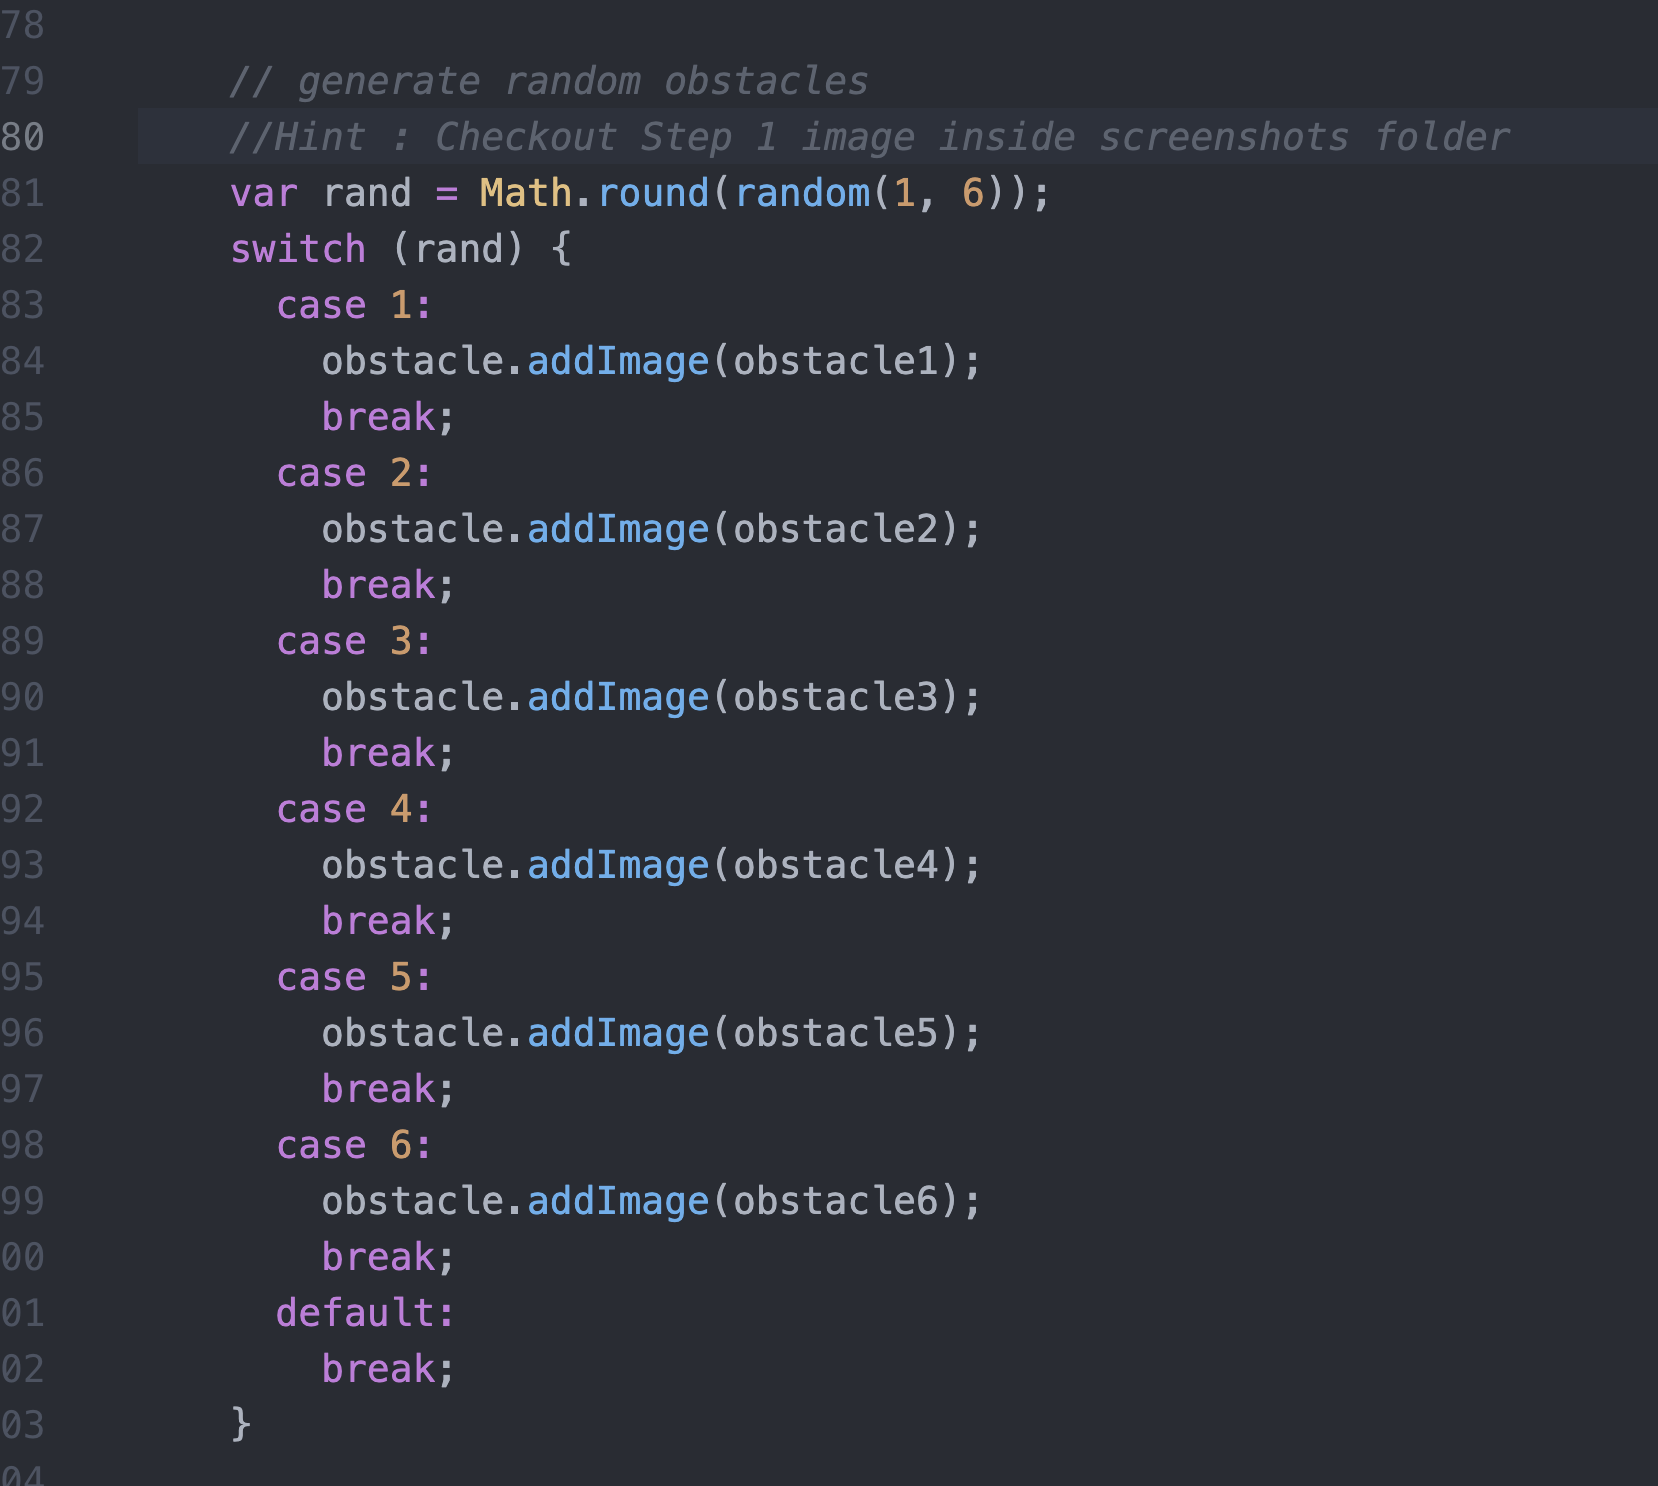 78
79 // generate random obstacles
80 //Hint : Checkout Step 1 image inside screenshots folder
81 var rand = Math.round(random(1, 6));
82 switch (rand) {
83 case 1:
84 obstacle.addImage(obstacle1);
85 break;
86 case 2:
87 obstacle.addImage(obstacle2);
88 break;
89 case 3:
90 obstacle.addImage(obstacle3);
91 break;
92 case 4:
93 obstacle.addImage(obstacle4);
94 break;
95 case 5:
96 obstacle.addImage(obstacle5);
97 break;
98 case 6:
99 obstacle.addImage(obstacle6);
00 break;
01 default:
02 break;
03 }
04